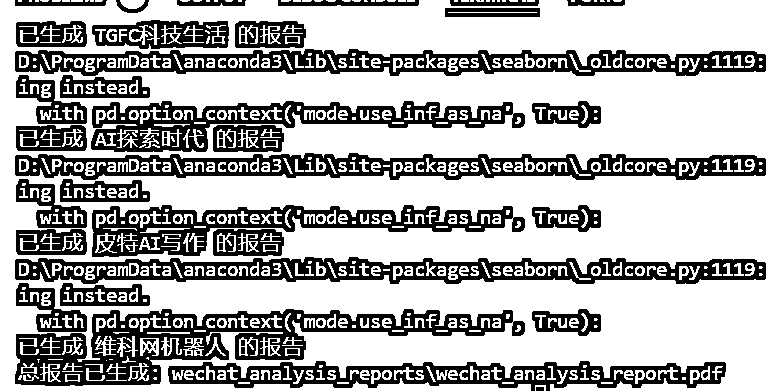 已生成 TGFC科技生活 的报告
D:\ProgramData\anaconda3\Lib\site-packages\seaborn\_oldcore.py:1119:
ing instead.
with pd.option_context('mode.use_inf_as_na', True):
已生成 AI探索时代 的报告
D:\ProgramData\anaconda3\Lib\site-packages\seaborn\_oldcore.py:1119:
ing instead.
with pd.option_context('mode.use_inf_as_na', True):
已生成 皮特AI写作 的报告
D:\ProgramData\anaconda3\Lib\site-packages\seaborn\_oldcore.py:1119:
ing instead.
with pd.option_context('mode.use_inf_as_na', True):
已生成 维科网机器人 的报告
总报告已生成: wechat_analysis_reports\wechat_analysis_report.pdf